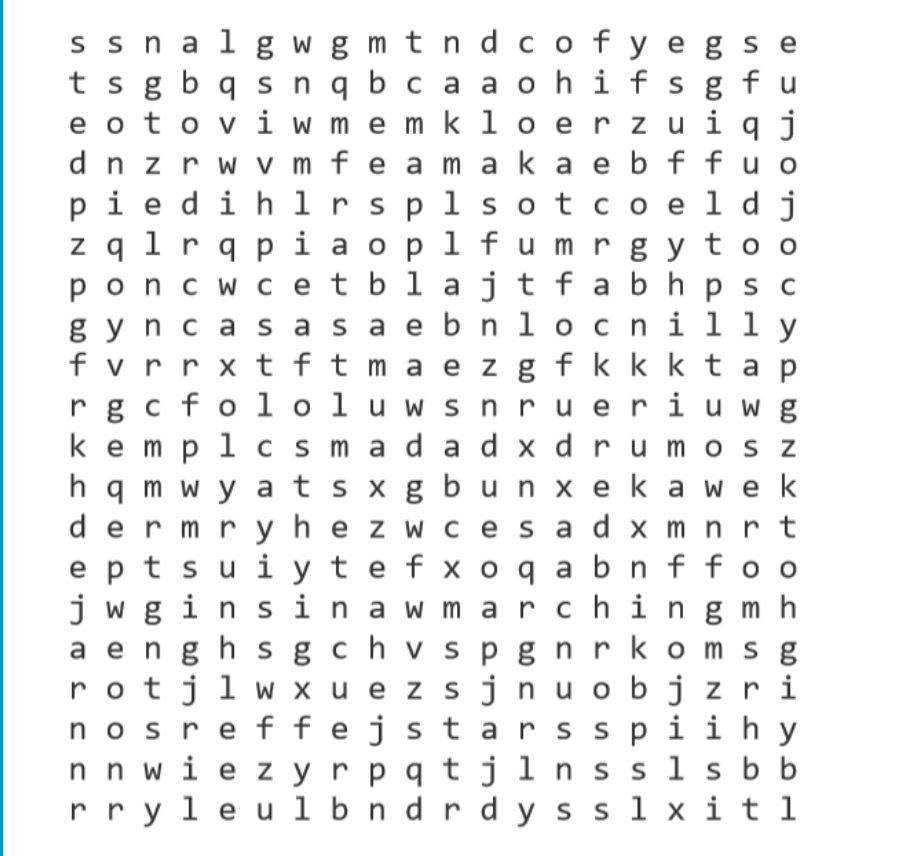 s s n a l g w g m t n d c o f y e g s e
t s g b q s n q b c a a o h i f s g f u
e o t o v i w m e m k l o e r z u i q j
d n z r w v m f e a m a k a e b f f u o
p i e d i h l r s p l s o t c o e l d j
z q l r q p i a o p l f u m r g y t o o
p o n c w c e t b l a j t f a b h p s c
g y n c a s a s a e b n l o c n i l l y
f v r r x t f t m a e z g f k k k t a p
r g c f o l o l u w s n r u e r i u w g
k e m p l c s m a d a d x d r u m o s z
h q m w y a t s x g b u n x e k a w e k
d e r m r y h e z w c e s a d x m n r t
e p t s u i y t e f x o q a b n f f o o
j w g i n s i n a w m a r c h i n g m h
a e n g h s g c h v s p g n r k o m s g
r o t j l w x u e z s j n u o b j z r i
n o s r e f f e j s t a r s s p i i h y
n n w i e z y r p q t j l n s s l s b b
r r y l e u l b n d r d y s s l x i t l